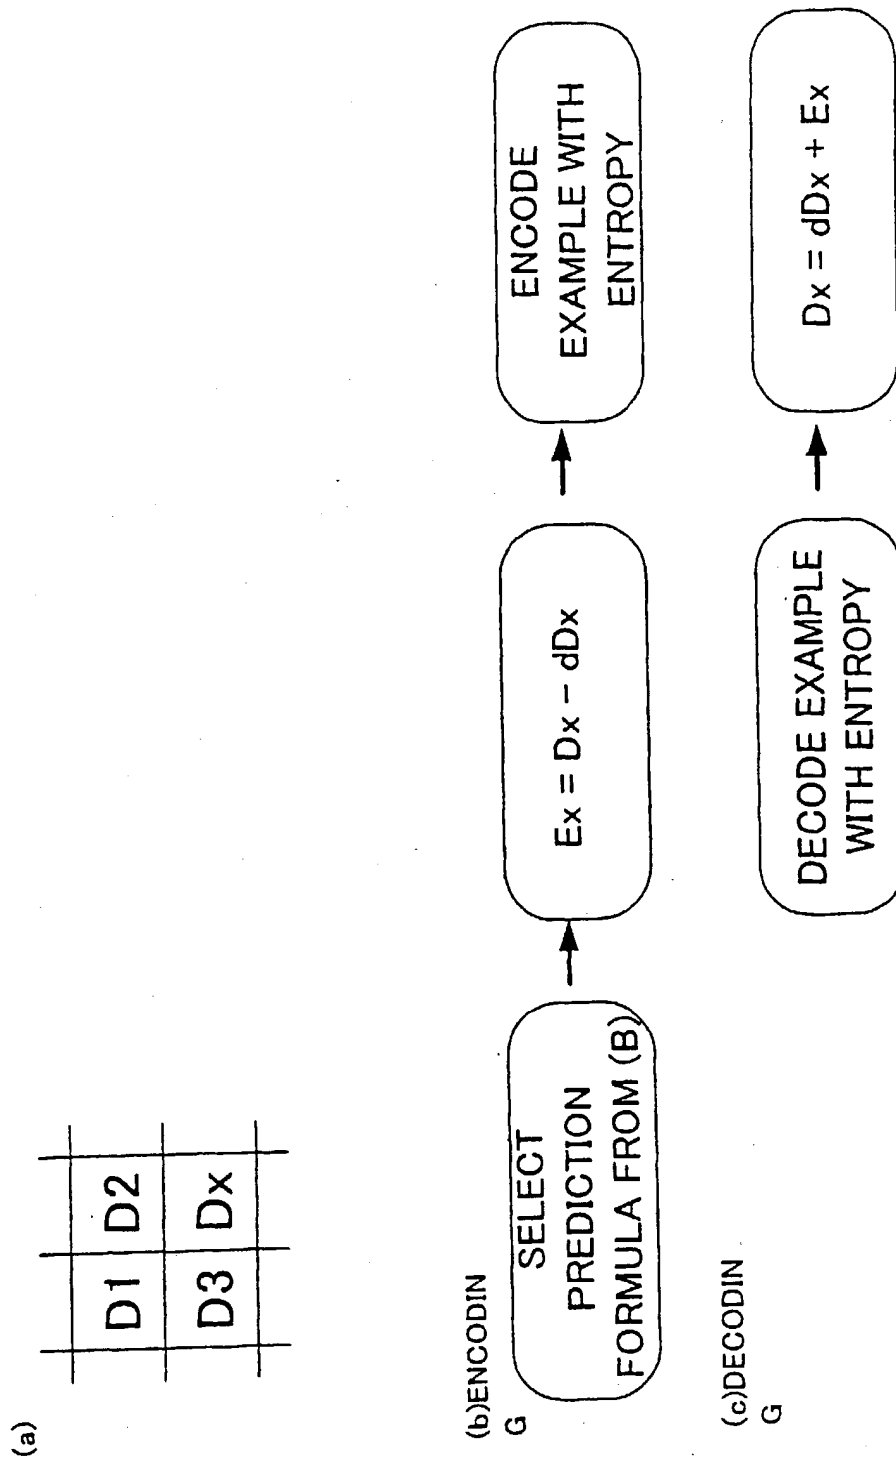 (a)
D1 D2
D3 Dx
(b)ENCODIN
G
SELECT
PREDICTION
FORMULA FROM (B)
Ex = Dx − dDx
ENCODE
EXAMPLE WITH
ENTROPY
(c)DECODIN
G
DECODE EXAMPLE
WITH ENTROPY
Dx = dDx + Ex